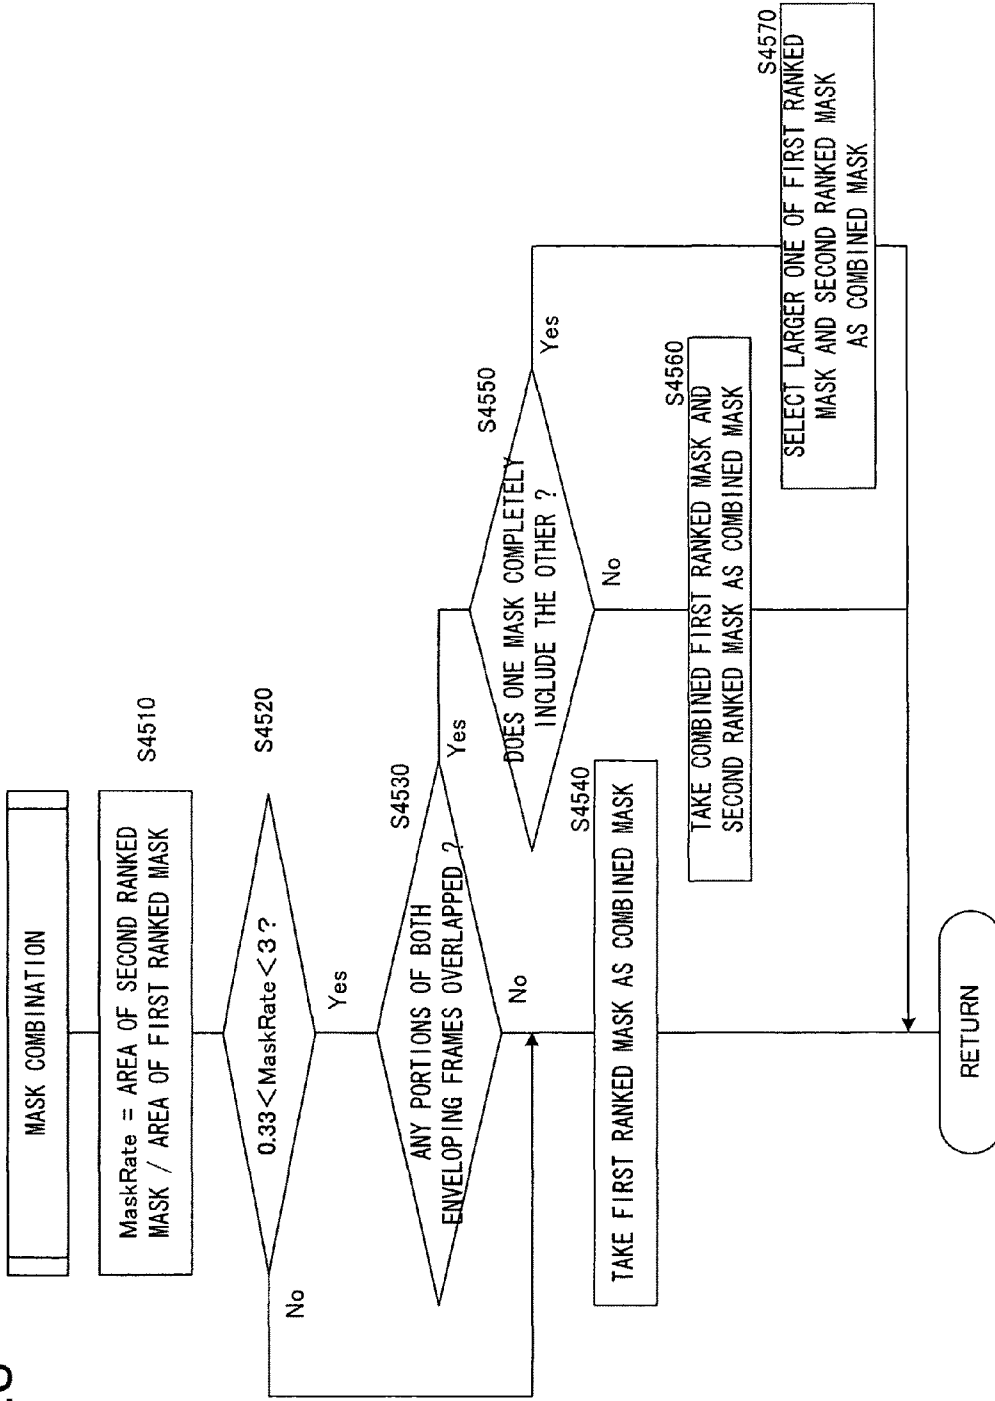 MASK COMBINATION
S4510
MaskRate = AREA OF SECOND RANKED
MASK / AREA OF FIRST RANKED MASK
S4520
0.33<MaskRate<3?
No
Yes
S4530
ANY PORTIONS OF BOTH
ENVELOPING FRAMES OVERLAPPED ?
Yes
No
S4540
TAKE FIRST RANKED MASK AS COMBINED MASK
S4550
DOES ONE MASK COMPLETELY
INCLUDE THE OTHER ?
Yes
No
S4560
TAKE COMBINED FIRST RANKED MASK AND
SECOND RANKED MASK AS COMBINED MASK
S4570
SELECT LARGER ONE OF FIRST RANKED
MASK AND SECOND RANKED MASK
AS COMBINED MASK
RETURN